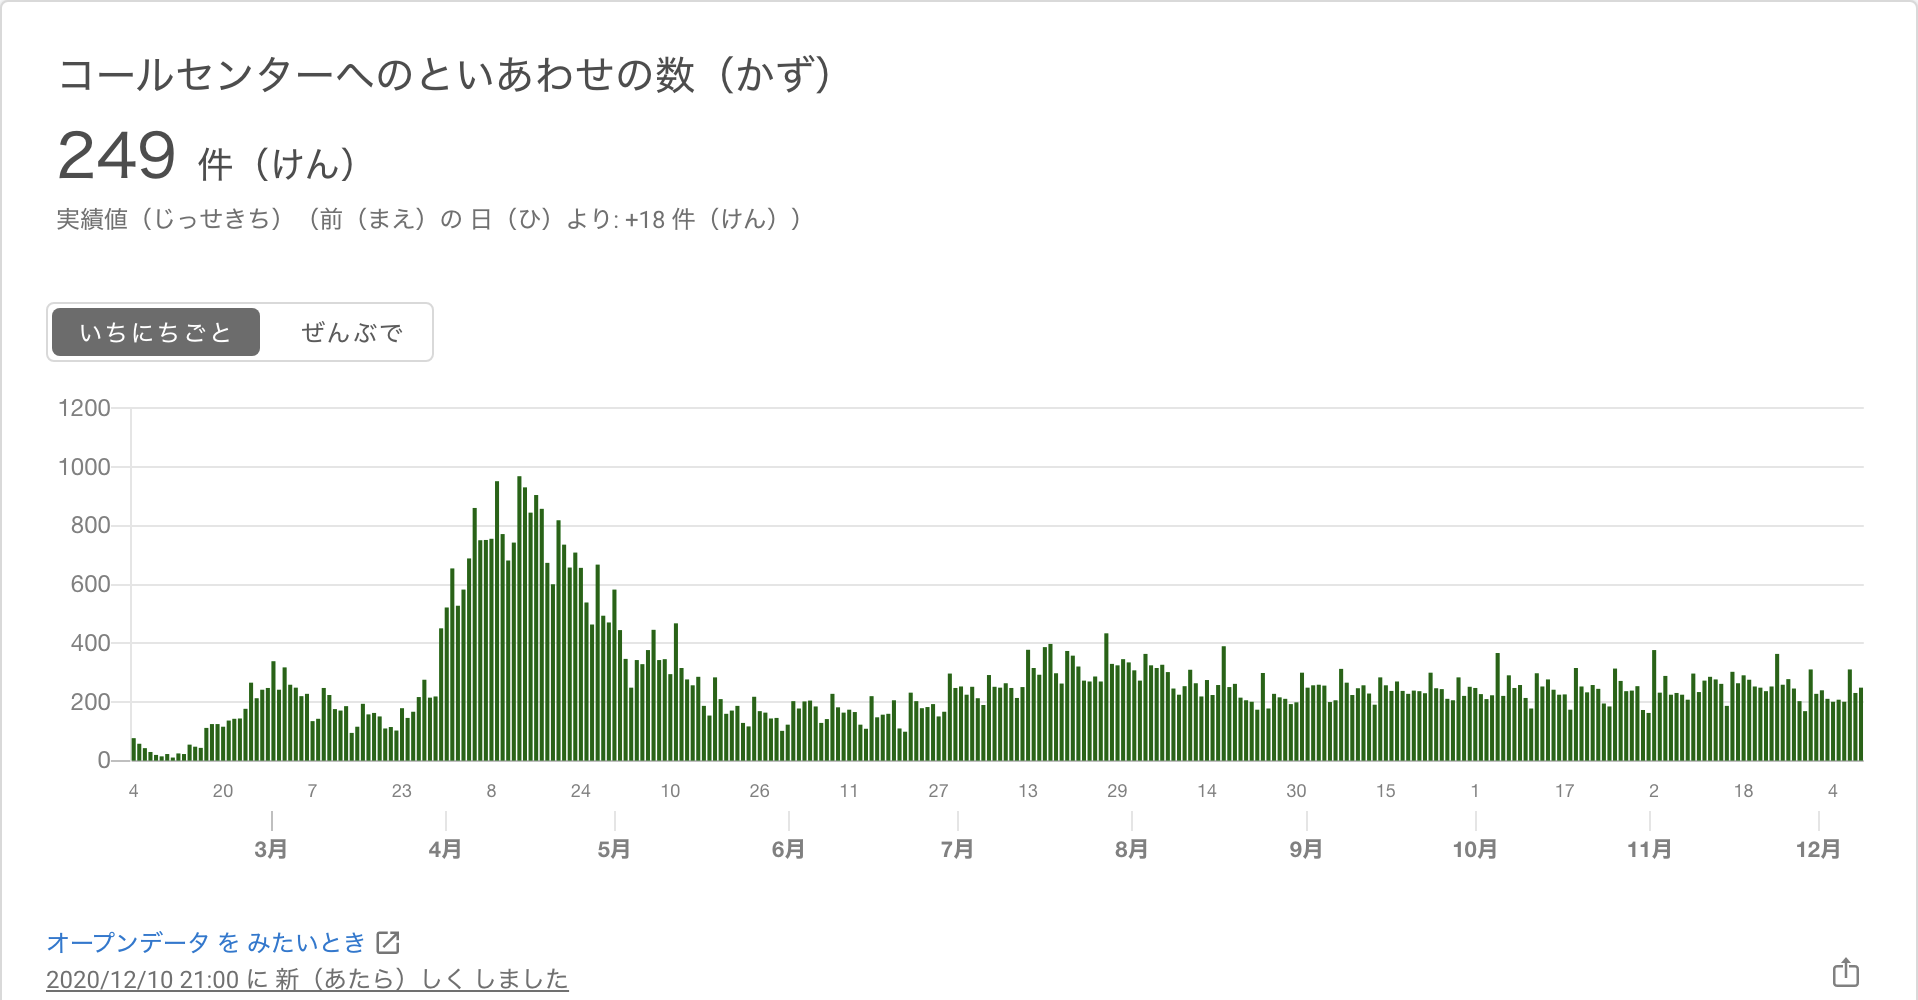 コールセンターへのといあわせの数（かず）
249 件（けん）
実績値（じっせきち）（前（まえ）の 日（ひ）より: +18 件（けん））
いちにちごと ぜんぶで
1200
1000
800
600
400
200
0
4 20 7 23 8 24 10 26 11 27 13 29 14 30 15 1 17 2 18 4
3月 4月 5月 6月 7月 8月 9月 10月 11月 12月
オープンデータ を みたいとき
2020/12/10 21:00 に 新（あたら）しく しました